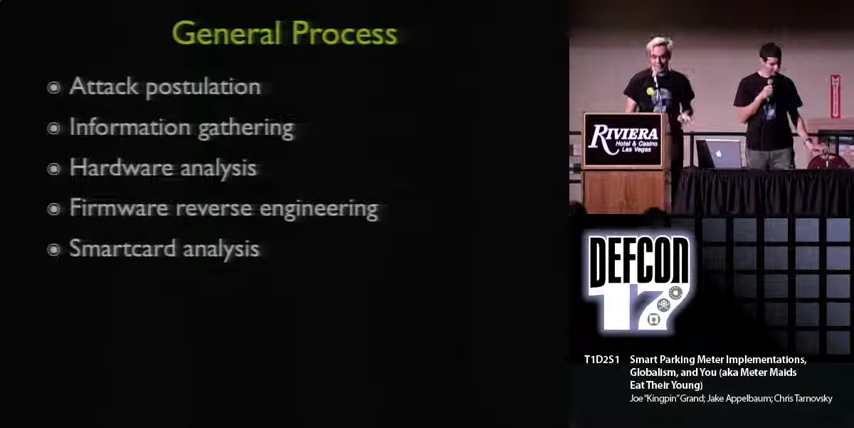 General Process
Attack postulation
Information gathering
Hardware analysis
Firmware reverse engineering
Smartcard analysis
RIVIERA
Hotel & Casino
Las Vegas
DEFCON
17
T1D2S1 Smart Parking Meter Implementations,
Globalism, and You (aka Meter Maids
Eat Their Young)
Joe "Kingpin" Grand; Jake Appelbaum; Chris Tarnovsky